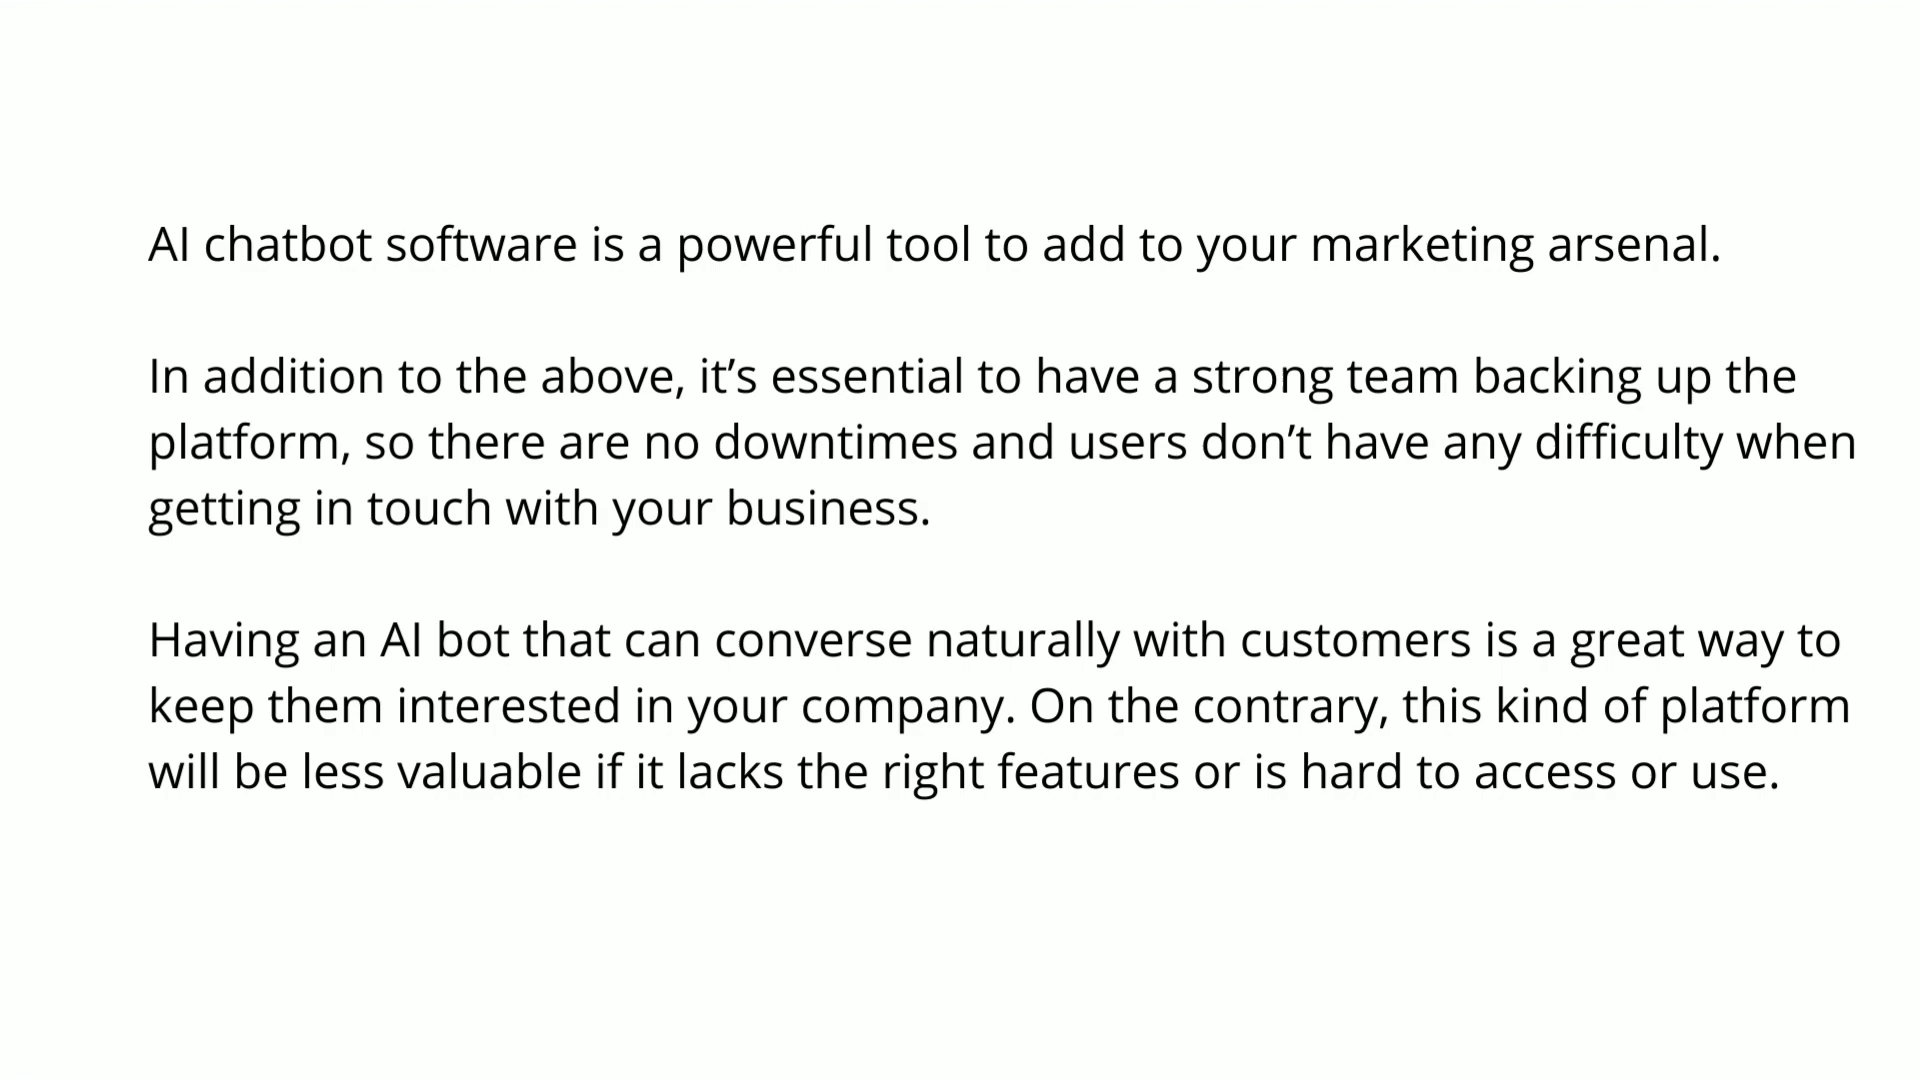 AI chatbot software is a powerful tool to add to your marketing arsenal.
In addition to the above, it’s essential to have a strong team backing up the
platform, so there are no downtimes and users don’t have any difficulty when
getting in touch with your business.
Having an AI bot that can converse naturally with customers is a great way to
keep them interested in your company. On the contrary, this kind of platform
will be less valuable if it lacks the right features or is hard to access or use.